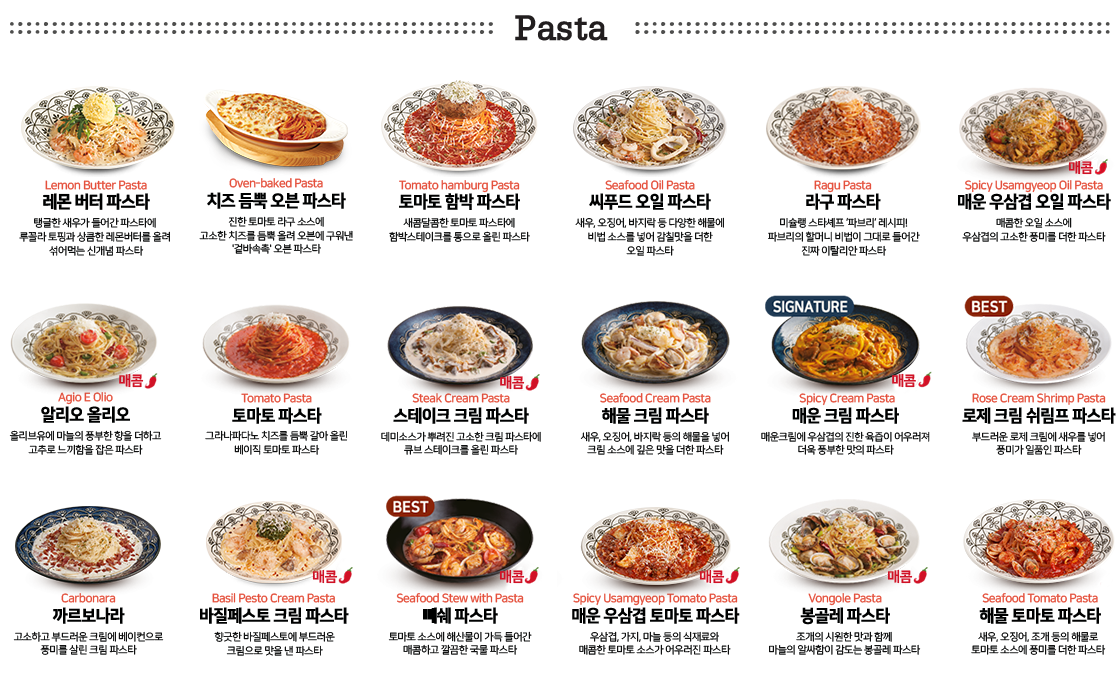 Pasta
Lemon Butter Pasta
레몬 버터 파스타
탱글한 새우가 들어간 파스타에
루꼴라 토핑과 상큼한 레몬버터를 올려
섞어먹는 신개념 파스타
Oven-baked Pasta
치즈 듬뿍 오븐 파스타
진한 토마토 라구 소스에
고소한 치즈를 듬뿍 올려 오븐에 구워낸
'겉바속촉' 오븐 파스타
Tomato hamburg Pasta
토마토 함박 파스타
새콤달콤한 토마토 파스타에
함박스테이크를 통으로 올린 파스타
Seafood Oil Pasta
씨푸드 오일 파스타
새우, 오징어, 바지락 등 다양한 해물에
비법 소스를 넣어 감칠맛을 더한
오일 파스타
Ragu Pasta
라구 파스타
미슐랭 스타셰프 '파브리' 레시피!
파브리의 할머니 비법이 그대로 들어간
진짜 이탈리안 파스타
매콤
Spicy Usamgyeop Oil Pasta
매운 우삼겹 오일 파스타
매콤한 오일 소스에
우삼겹의 고소한 풍미를 더한 파스타
매콤
Agio E Olio
알리오 올리오
올리브유에 마늘의 풍부한 향을 더하고
고추로 느끼함을 잡은 파스타
Tomato Pasta
토마토 파스타
그라나파다노 치즈를 듬뿍 갈아 올린
베이직 토마토 파스타
매콤
Steak Cream Pasta
스테이크 크림 파스타
데미소스가 뿌려진 고소한 크림 파스타에
큐브 스테이크를 올린 파스타
Seafood Cream Pasta
해물 크림 파스타
새우, 오징어, 바지락 등의 해물을 넣어
크림 소스에 깊은 맛을 더한 파스타
SIGNATURE
매콤
Spicy Cream Pasta
매운 크림 파스타
매운크림에 우삼겹의 진한 육즙이 어우러져
더욱 풍부한 맛의 파스타
BEST
Rose Cream Shrimp Pasta
로제 크림 쉬림프 파스타
부드러운 로제 크림에 새우를 넣어
풍미가 일품인 파스타
Carbonara
까르보나라
고소하고 부드러운 크림에 베이컨으로
풍미를 살린 크림 파스타
매콤
Basil Pesto Cream Pasta
바질페스토 크림 파스타
향긋한 바질페스토에 부드러운
크림으로 맛을 낸 파스타
BEST
매콤
Seafood Stew with Pasta
빼쉐 파스타
토마토 소스에 해산물이 가득 들어간
매콤하고 깔끔한 국물 파스타
매콤
Spicy Usamgyeop Tomato Pasta
매운 우삼겹 토마토 파스타
우삼겹, 가지, 마늘 등의 식재료와
매콤한 토마토 소스가 어우러진 파스타
매콤
Vongole Pasta
봉골레 파스타
조개의 시원한 맛과 함께
마늘의 알싸함이 감도는 봉골레 파스타
Seafood Tomato Pasta
해물 토마토 파스타
새우, 오징어, 조개 등의 해물로
토마토 소스에 풍미를 더한 파스타